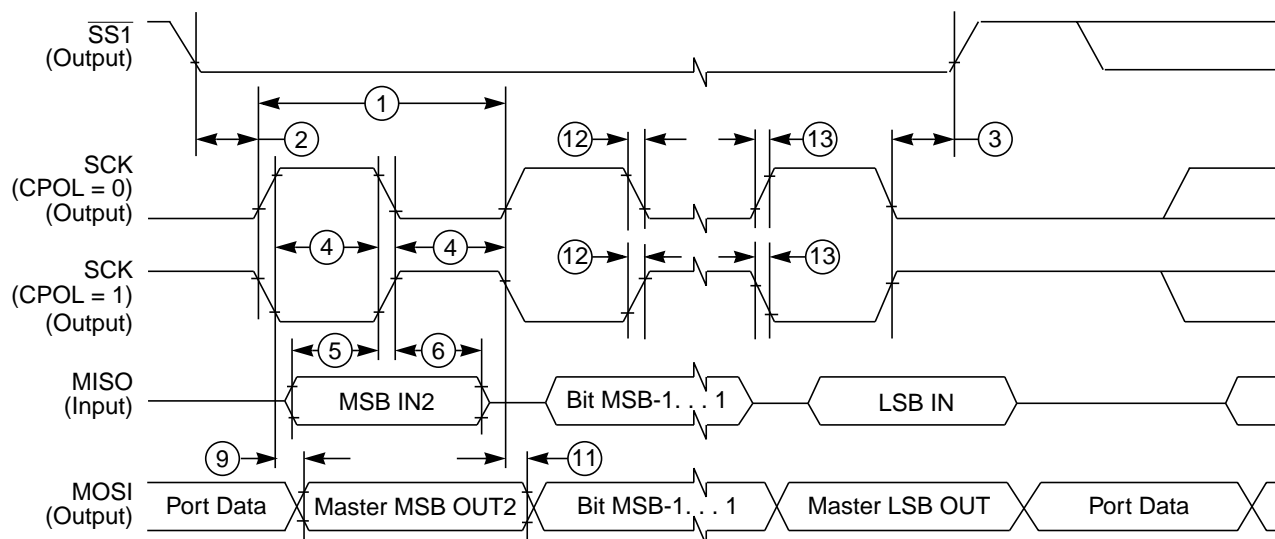 SS1
(Output)
1
2
12
13
3
SCK
(CPOL = 0)
(Output)
4
4
SCK
(CPOL = 1)
(Output)
12
13
5
6
MISO
(Input)
MSB IN2
Bit MSB-1. . . 1
LSB IN
9
11
MOSI
(Output)
Port Data
Master MSB OUT2
Bit MSB-1. . . 1
Master LSB OUT
Port Data